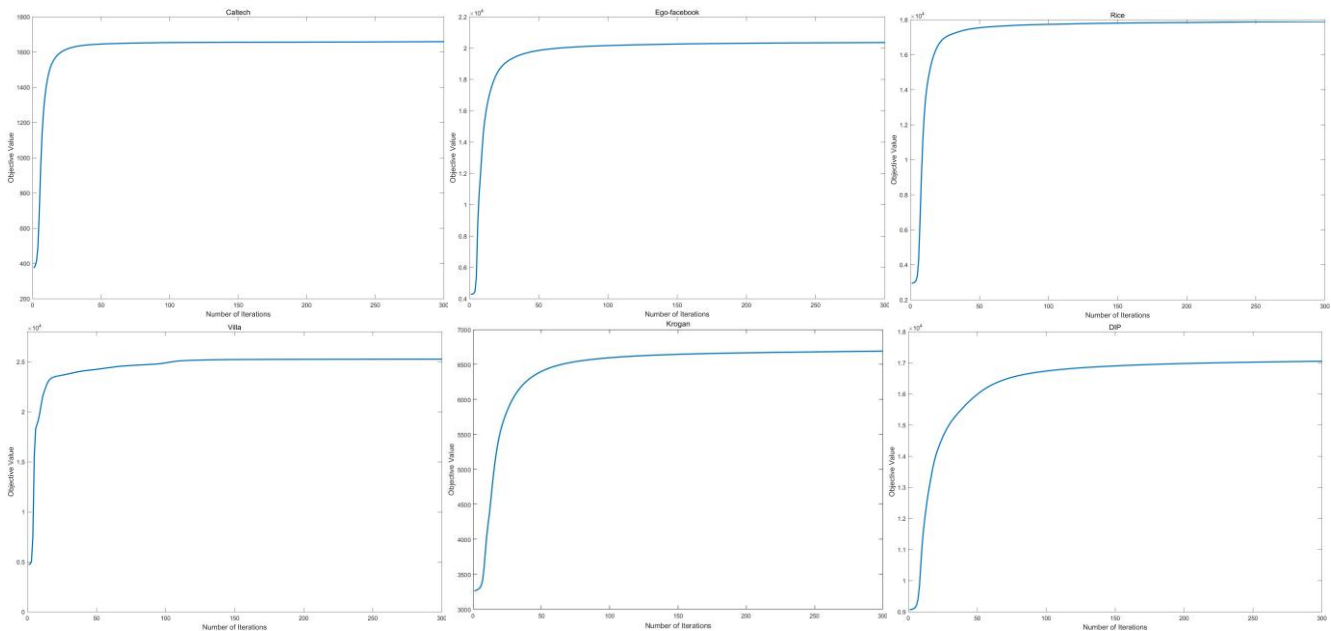 Caltech
1800
1600
1400
1200
1000
800
600
400
200
Objective Value
0 50 100 150 200 250 300
Number of Iterations
Ego-facebook
×10⁴
2.2
2
1.8
1.6
1.4
1.2
1
0.8
0.6
0.4
Objective Value
0 50 100 150 200 250 300
Number of Iterations
Rice
×10⁴
1.8
1.6
1.4
1.2
1
0.8
0.6
0.4
0.2
Objective Value
0 50 100 150 200 250 300
Number of Iterations
Villa
×10⁴
2.5
2
1.5
1
0.5
0
Objective Value
0 50 100 150 200 250 300
Number of Iterations
Krogan
7000
6500
6000
5500
5000
4500
4000
3500
3000
Objective Value
0 50 100 150 200 250 300
Number of Iterations
DIP
×10⁴
1.8
1.7
1.6
1.5
1.4
1.3
1.2
1.1
1
0.9
Objective Value
0 50 100 150 200 250 300
Number of Iterations